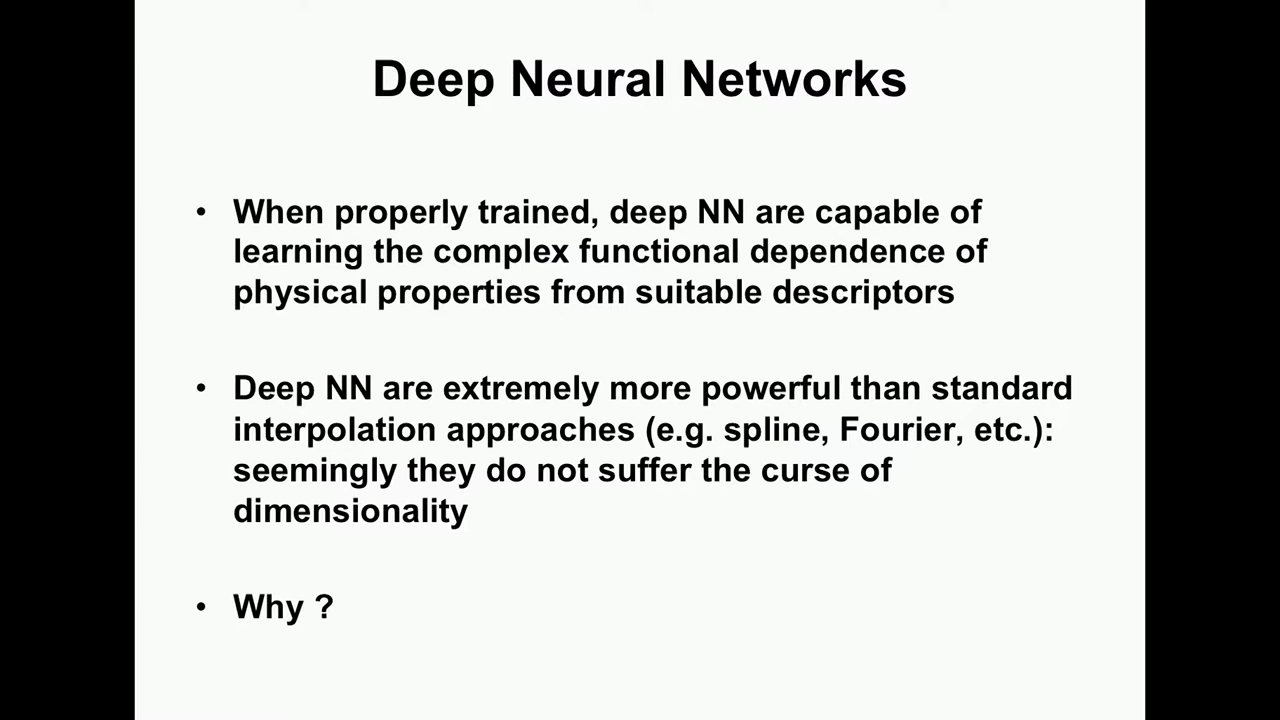 Deep Neural Networks
• When properly trained, deep NN are capable of
learning the complex functional dependence of
physical properties from suitable descriptors
• Deep NN are extremely more powerful than standard
interpolation approaches (e.g. spline, Fourier, etc.):
seemingly they do not suffer the curse of
dimensionality
• Why ?